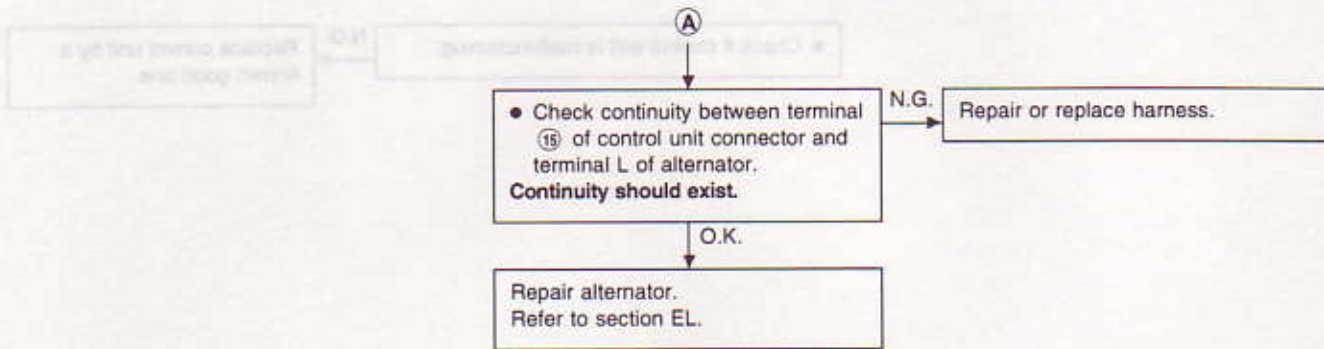 Ⓐ
● Check continuity between terminal
⑮ of control unit connector and
terminal L of alternator.
Continuity should exist.
N.G.
Repair or replace harness.
O.K.
Repair alternator.
Refer to section EL.